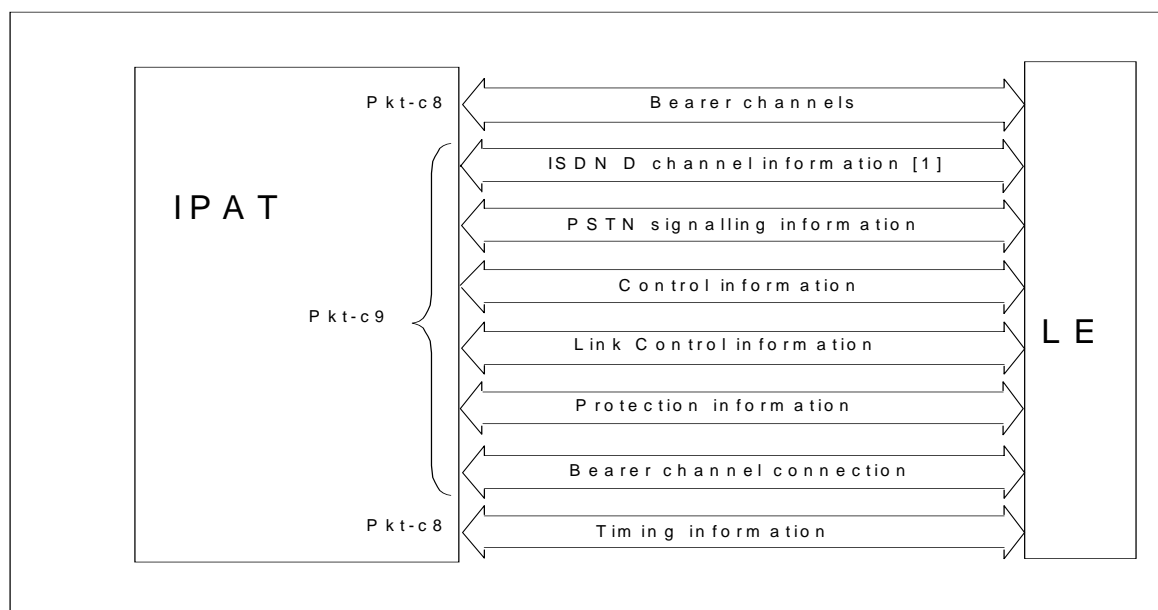 Pkt-c8
Bearer channels
ISDN D channel information [1]
IPAT
PSTN signalling information
Control information
Pkt-c9
LE
Link Control information
Protection information
Bearer channel connection
Pkt-c8
Timing information